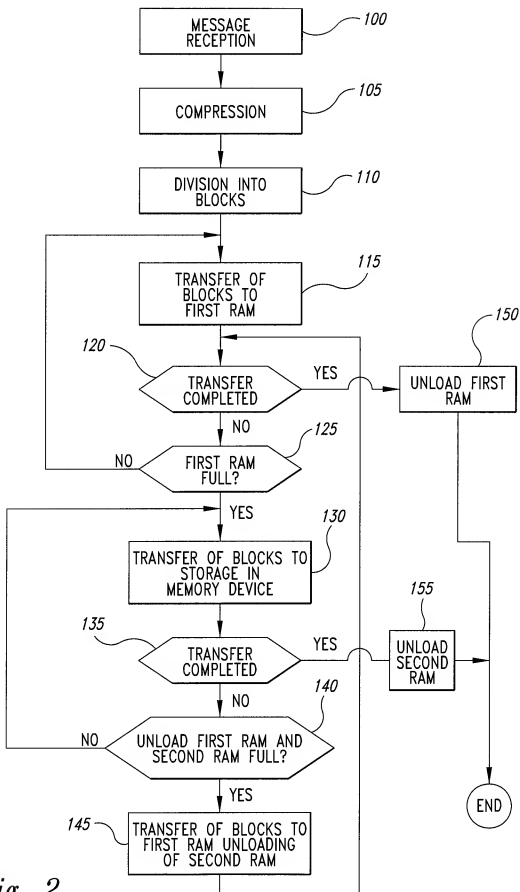 MESSAGE
RECEPTION
100
COMPRESSION
105
DIVISION INTO
BLOCKS
110
TRANSFER OF
BLOCKS TO
FIRST RAM
115
120
TRANSFER
COMPLETED
YES
150
UNLOAD FIRST
RAM
NO
125
FIRST RAM
FULL?
NO
YES
130
TRANSFER OF BLOCKS TO
STORAGE IN
MEMORY DEVICE
135
TRANSFER
COMPLETED
YES
155
UNLOAD
SECOND
RAM
NO
140
UNLOAD FIRST RAM AND
SECOND RAM FULL?
NO
YES
END
145
TRANSFER OF BLOCKS TO
FIRST RAM UNLOADING
OF SECOND RAM
Fig. 2